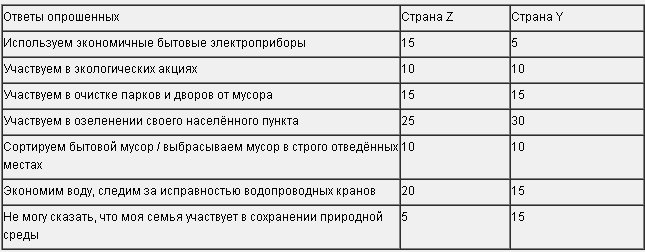 Ответы опрошенных Страна Z Страна Y
Используем экономичные бытовые электроприборы 15 5
Участвуем в экологических акциях 10 10
Участвуем в очистке парков и дворов от мусора 15 15
Участвуем в озеленении своего населённого пункта 25 30
Сортируем бытовой мусор / выбрасываем мусор в строго отведённых 10 10
местах
Экономим воду, следим за исправностью водопроводных кранов 20 15
Не могу сказать, что моя семья участвует в сохранении природной 5 15
среды